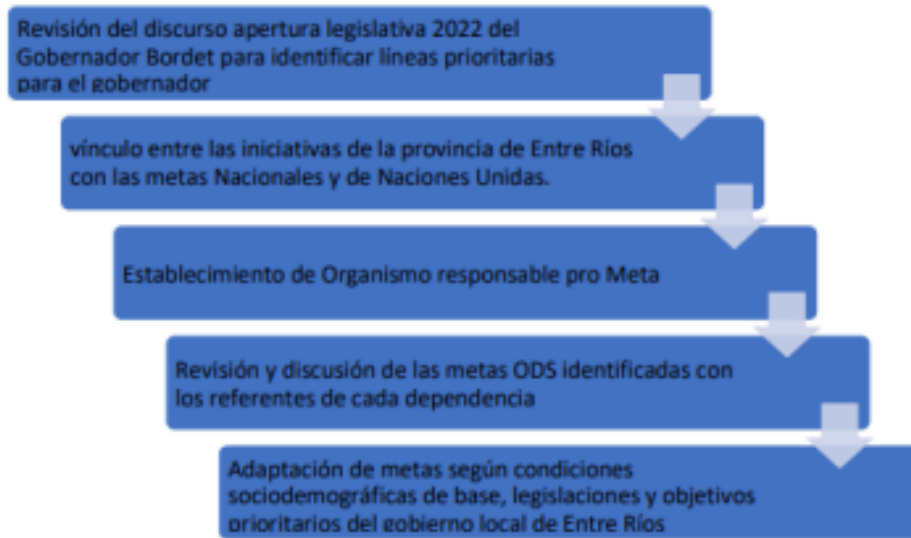 Revisión del discurso apertura legislativa 2022 del
Gobernador Bordet para identificar líneas prioritarias
para el gobernador
vínculo entre las iniciativas de la provincia de Entre Ríos
con las metas Nacionales y de Naciones Unidas.
Establecimiento de Organismo responsable pro Meta
Revisión y discusión de las metas ODS identificadas con
los referentes de cada dependencia
Adaptación de metas según condiciones
sociodemográficas de base, legislaciones y objetivos
prioritarios del gobierno local de Entre Ríos